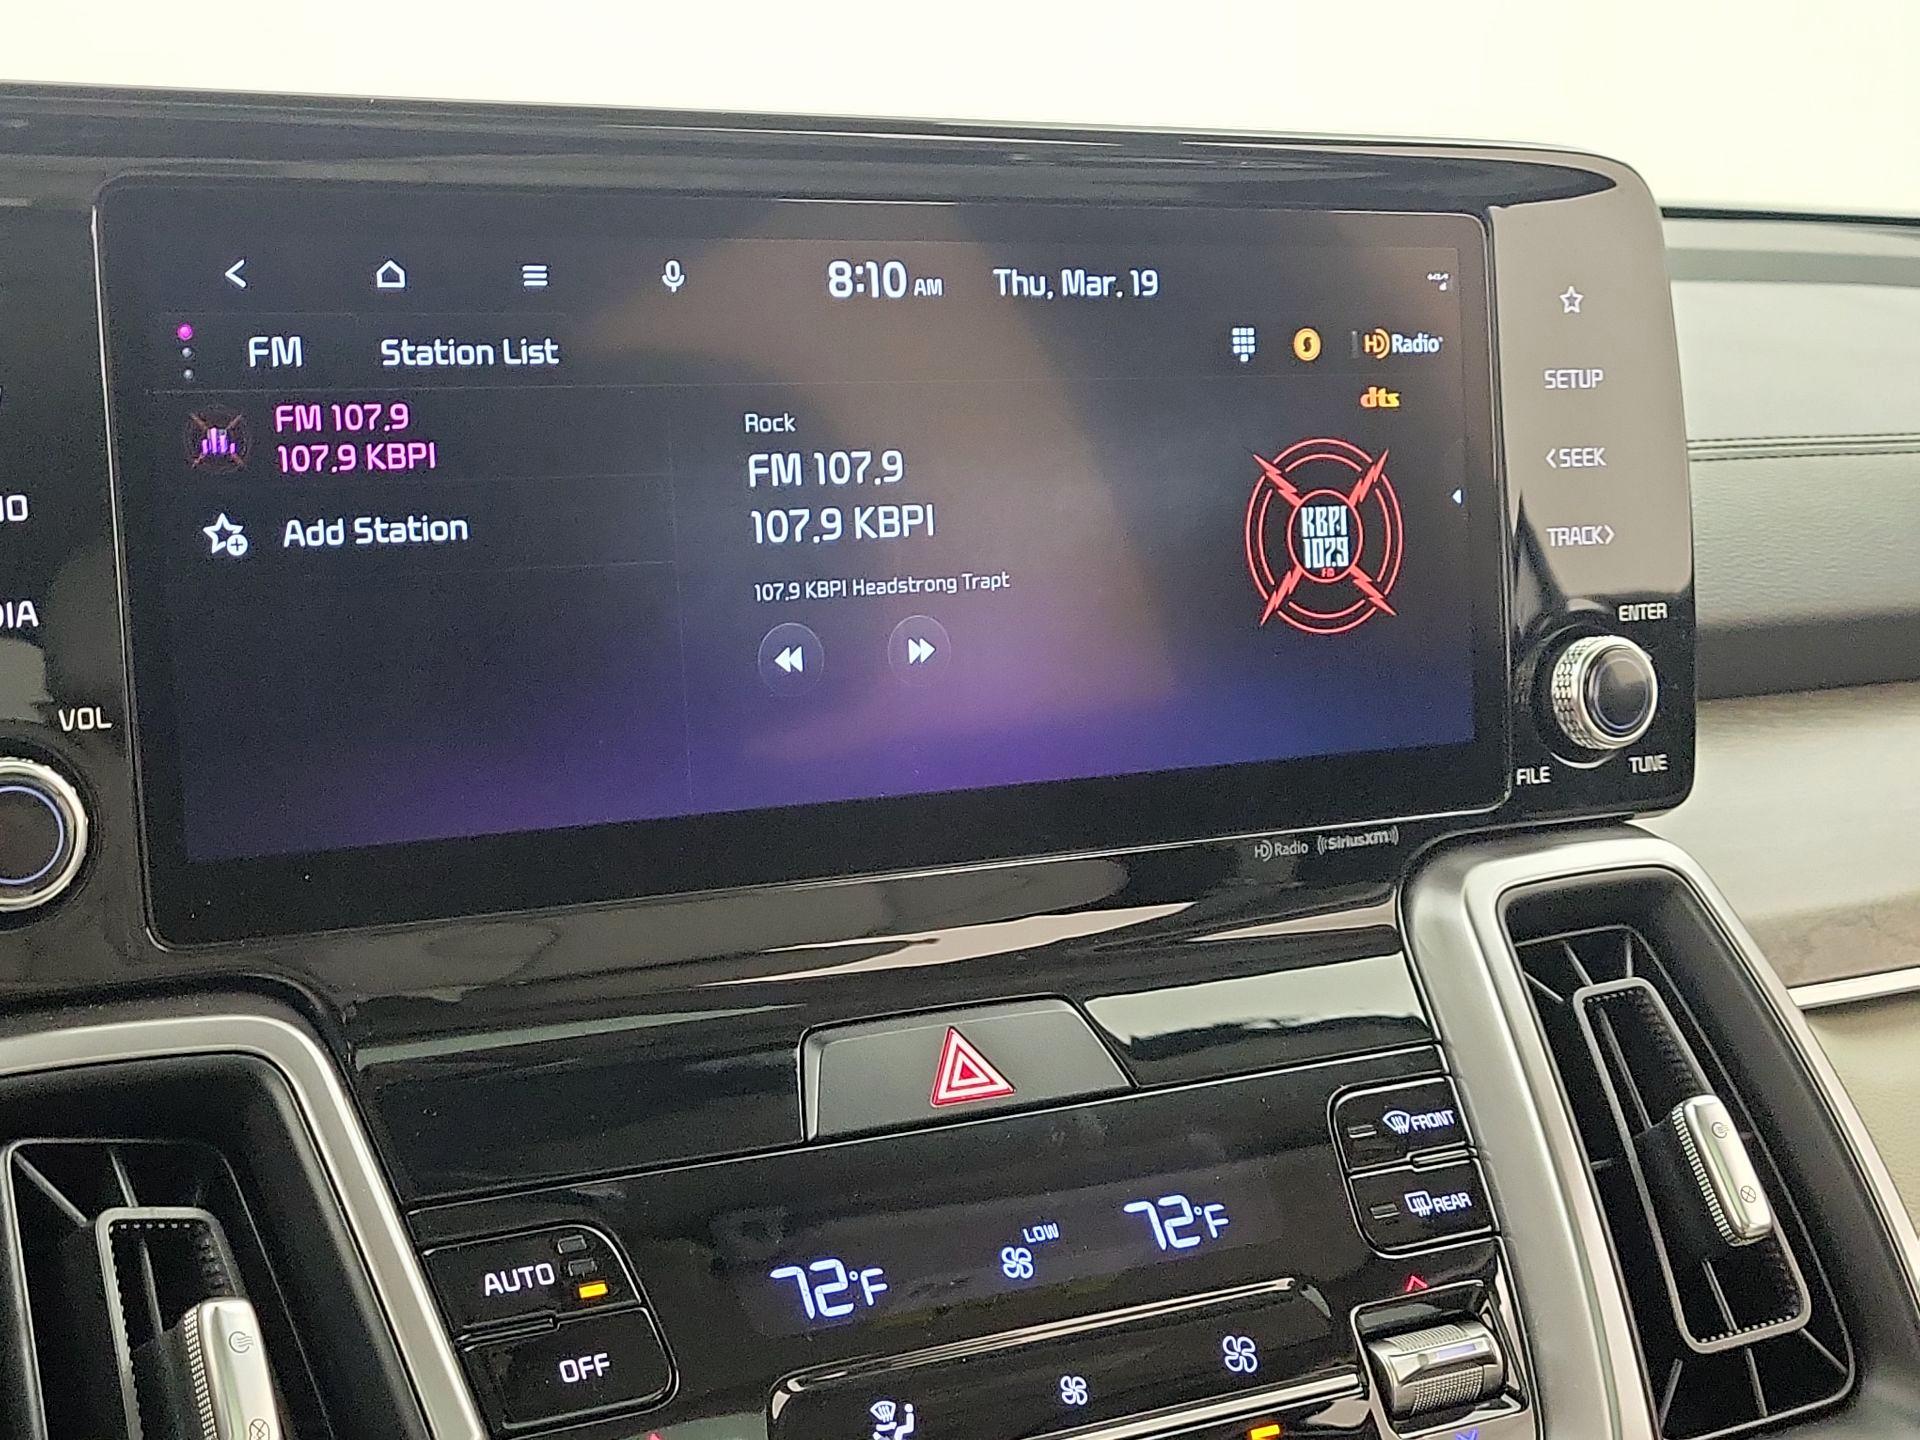 8:10 AM Thu, Mar. 19
FM Station List
HD Radio
dts
FM 107.9
107.9 KBPI
Add Station
Rock
FM 107.9
107.9 KBPI
107.9 KBPI Headstrong Trapt
KBPI
107.9
FM
SETUP
<SEEK
TRACK>
ENTER
FILE
TUNE
VOL
HD Radio ((SiriusXM))
FRONT
REAR
AUTO
OFF
72°F
LOW
72°F